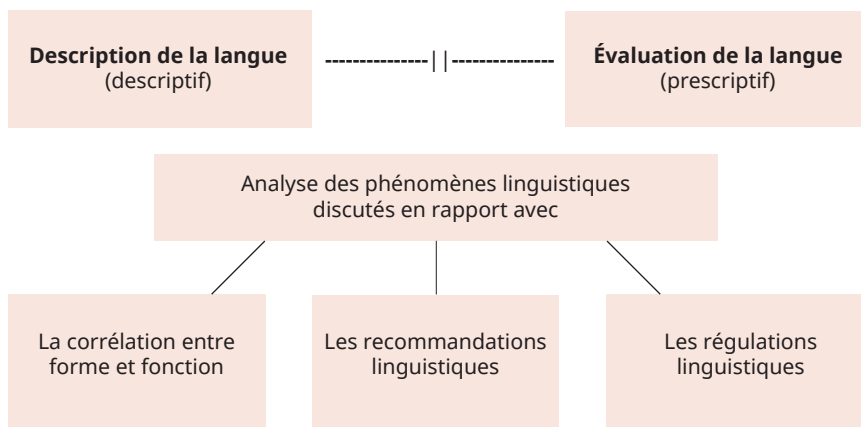 Description de la langue
(descriptif)
---------------||---------------
Évaluation de la langue
(prescriptif)
Analyse des phénomènes linguistiques
discutés en rapport avec
La corrélation entre
forme et fonction
Les recommandations
linguistiques
Les régulations
linguistiques